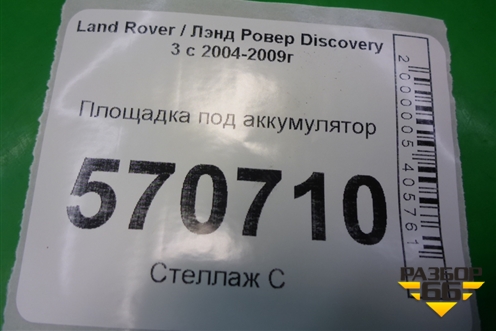 Land Rover / Лэнд Ровер Discovery
3 с 2004-2009г
Площадка под аккумулятор
570710
Стеллаж С
2000005405761
РАЗБОР
66